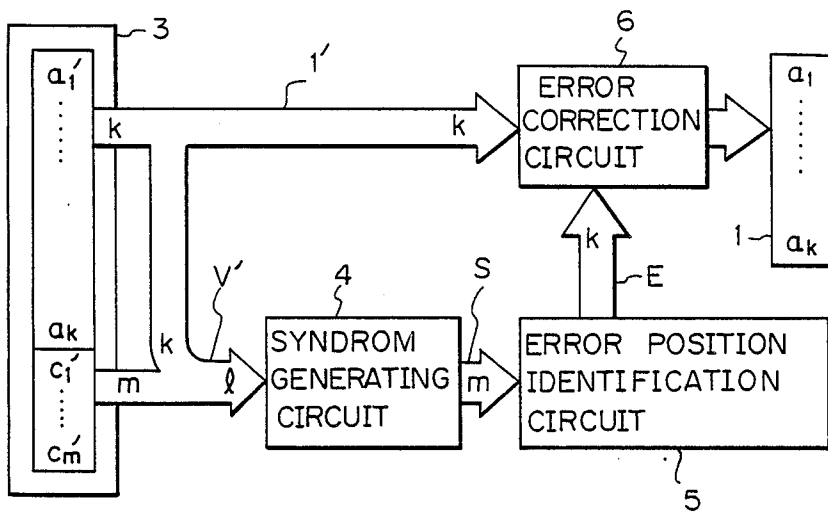 3
a₁′
......
aₖ
c₁′
......
cₘ′
k
1′
k
k
m
V′
ℓ
4
SYNDROM
GENERATING
CIRCUIT
S
m
6
ERROR
CORRECTION
CIRCUIT
k
E
ERROR POSITION
IDENTIFICATION
CIRCUIT
5
a₁
......
aₖ
1